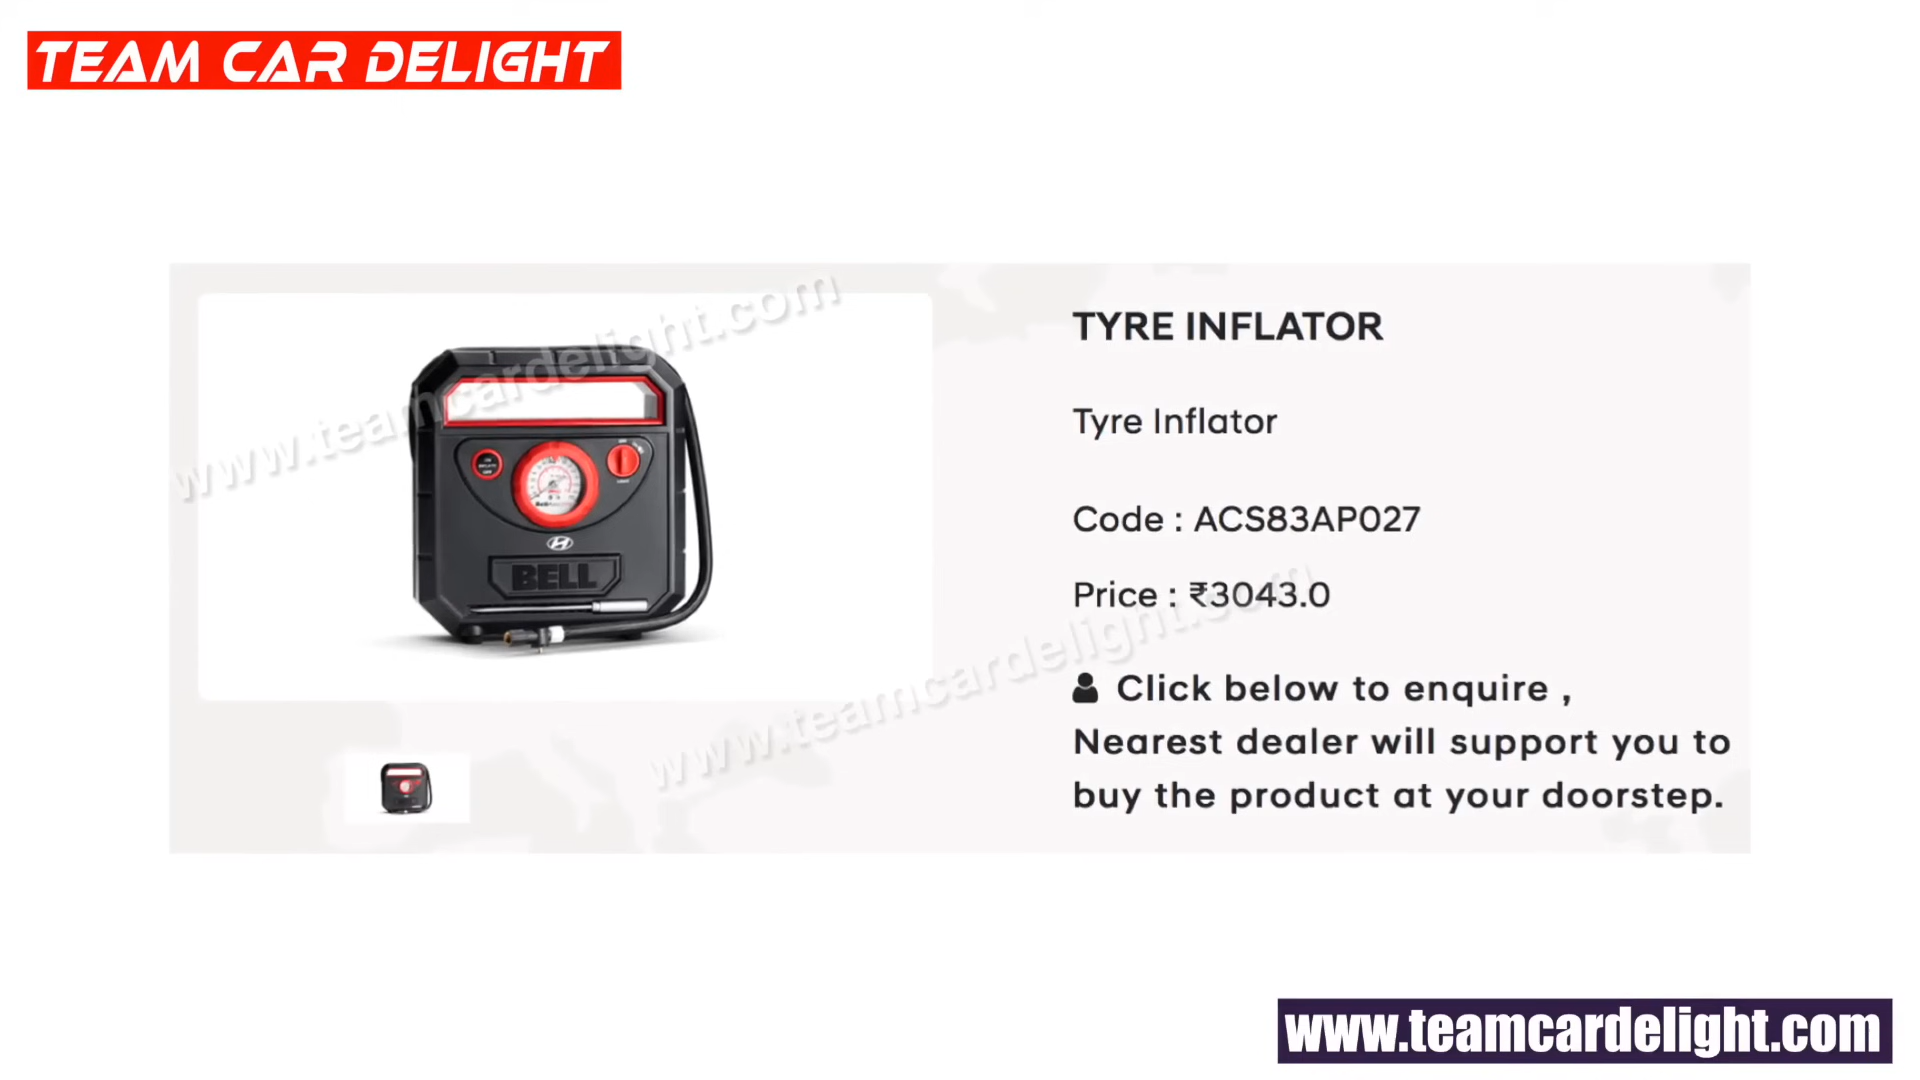 TEAM CAR DELIGHT
www.teamcardelight.com
TYRE INFLATOR
Tyre Inflator
Code : ACS83AP027
Price : ₹3043.0
BELL
www.teamcardelight.com
Click below to enquire ,
Nearest dealer will support you to
buy the product at your doorstep.
www.teamcardelight.com